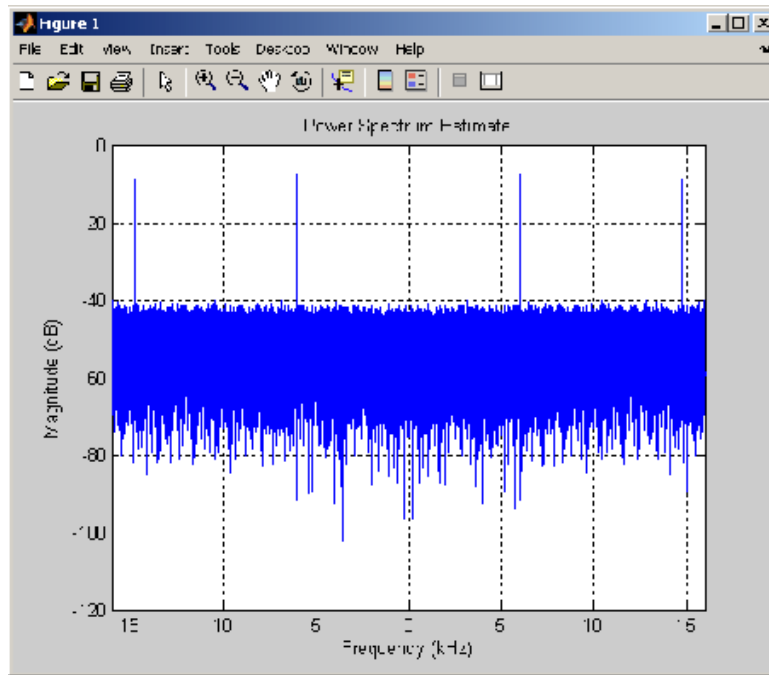 Figure 1
File Edit View Insert Tools Desktop Window Help
Power Spectrum Estimate
0
20
-40
60
-80
-100
-120
Magnitude (dB)
15 10 5 0 5 10 15
Frequency (kHz)